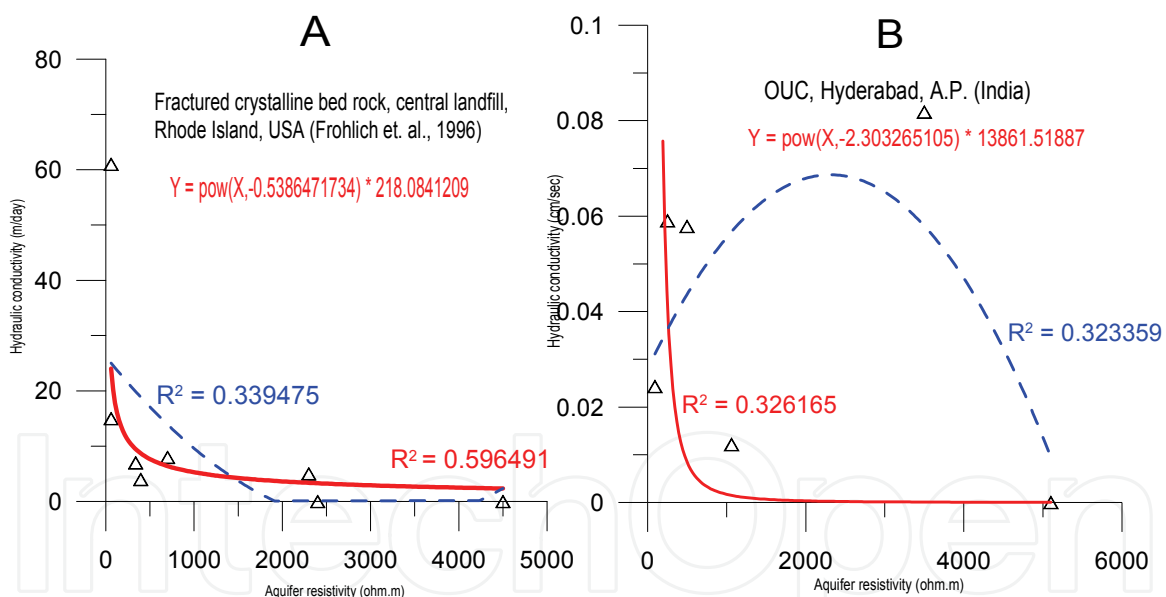 A
80
60
40
20
0
Hydraulic conductivity (m/day)
Fractured crystalline bed rock, central landfill,
Rhode Island, USA (Frohlich et. al., 1996)
Y = pow(X,-0.5386471734) * 218.0841209
R² = 0.339475
R² = 0.596491
0 1000 2000 3000 4000 5000
Aquifer resistivity (ohm.m)
B
0.1
0.08
0.06
0.04
0.02
0
Hydraulic conductivity (cm/sec)
OUC, Hyderabad, A.P. (India)
Y = pow(X,-2.303265105) * 13861.51887
R² = 0.323359
R² = 0.326165
0 2000 4000 6000
Aquifer resistivity (ohm.m)
IntechOpen